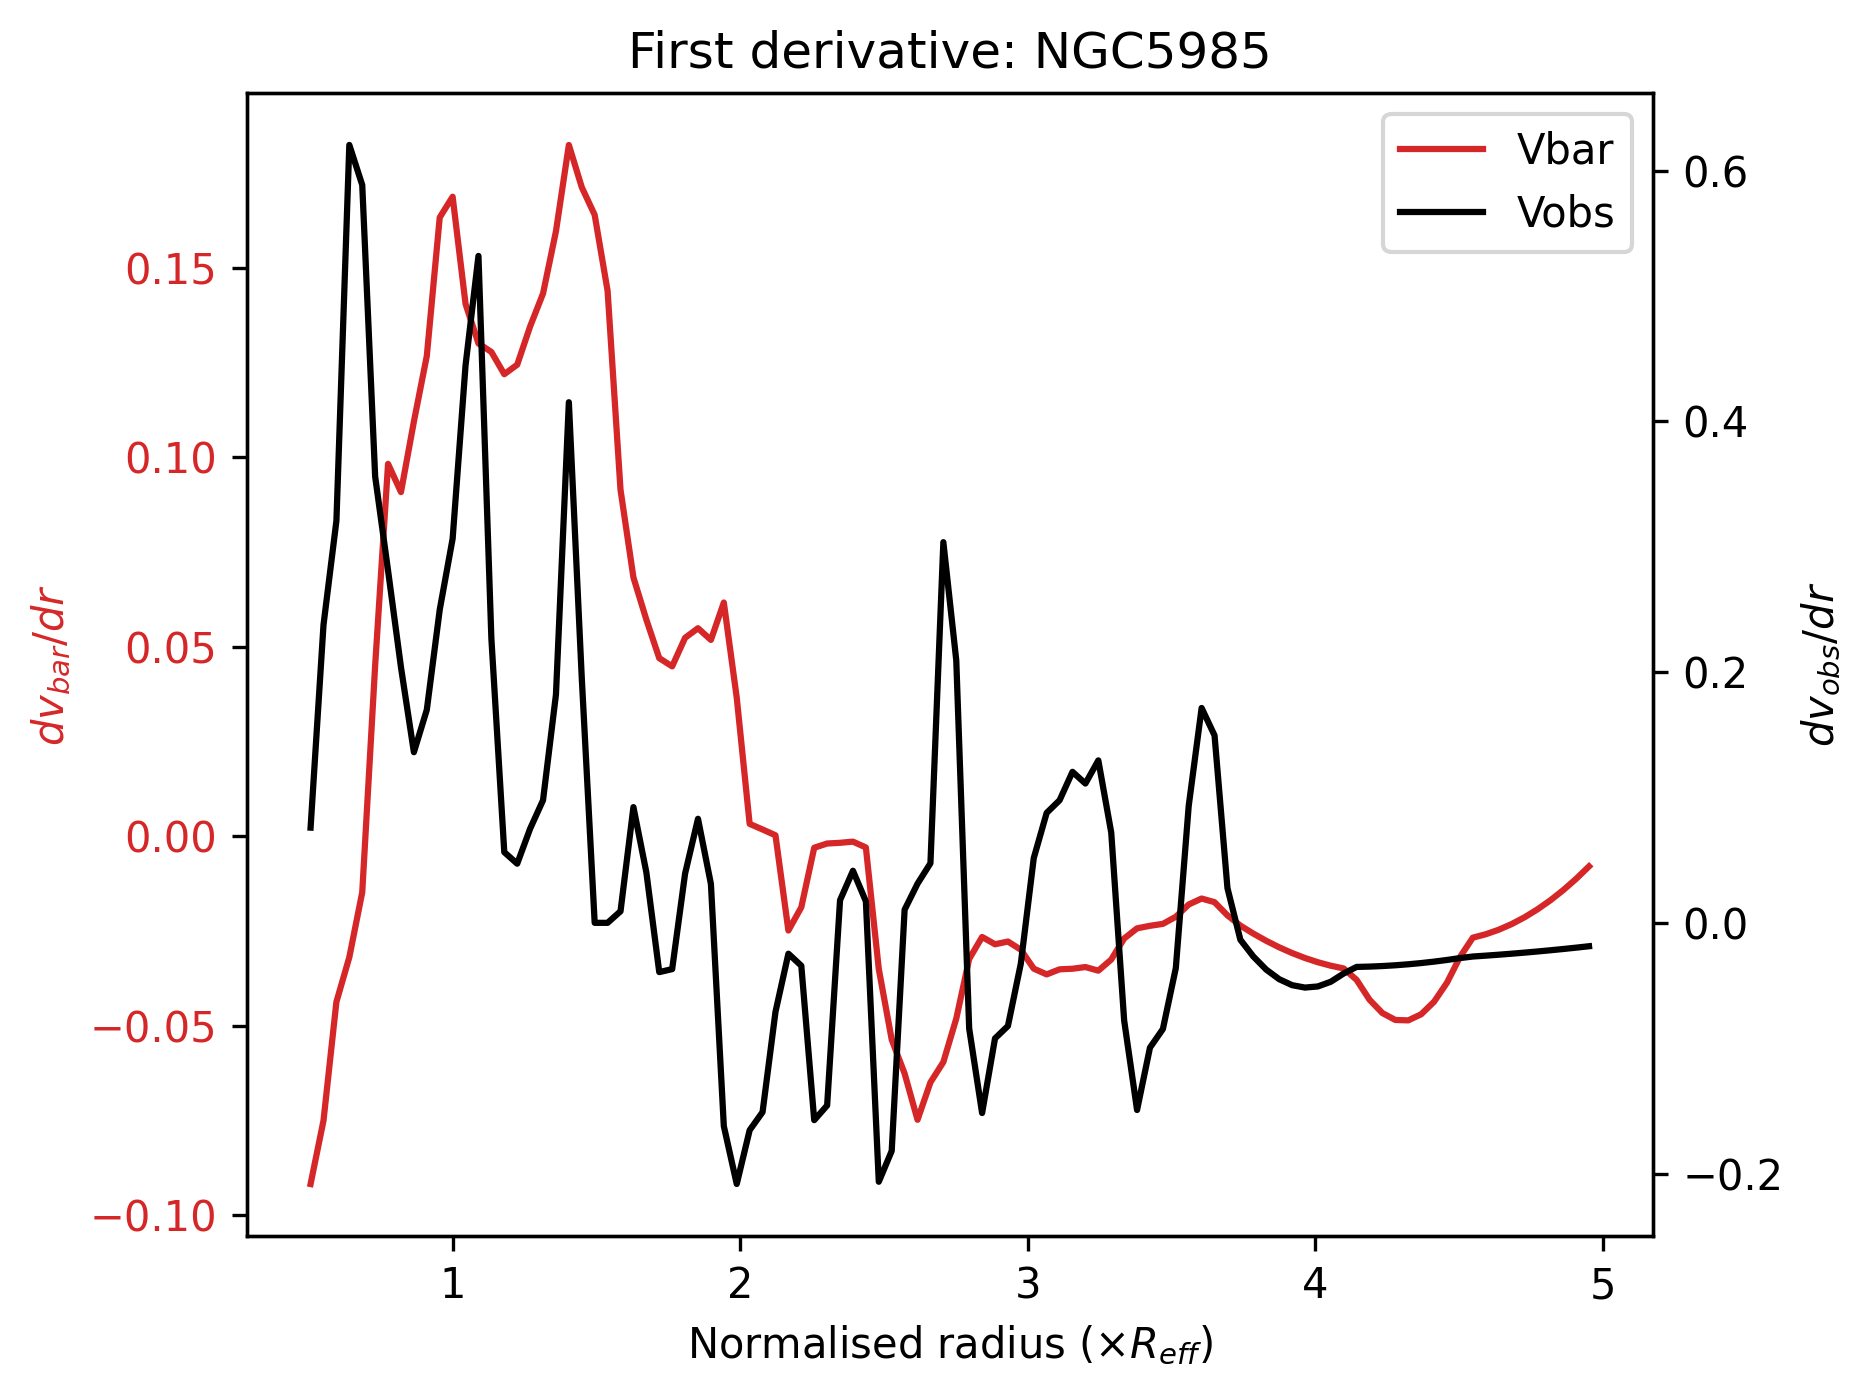 First derivative: NGC5985
Vbar
Vobs
0.15
0.10
0.05
0.00
−0.05
−0.10
dv_bar/dr
0.6
0.4
0.2
0.0
−0.2
dv_obs/dr
1 2 3 4 5
Normalised radius (×R_eff)